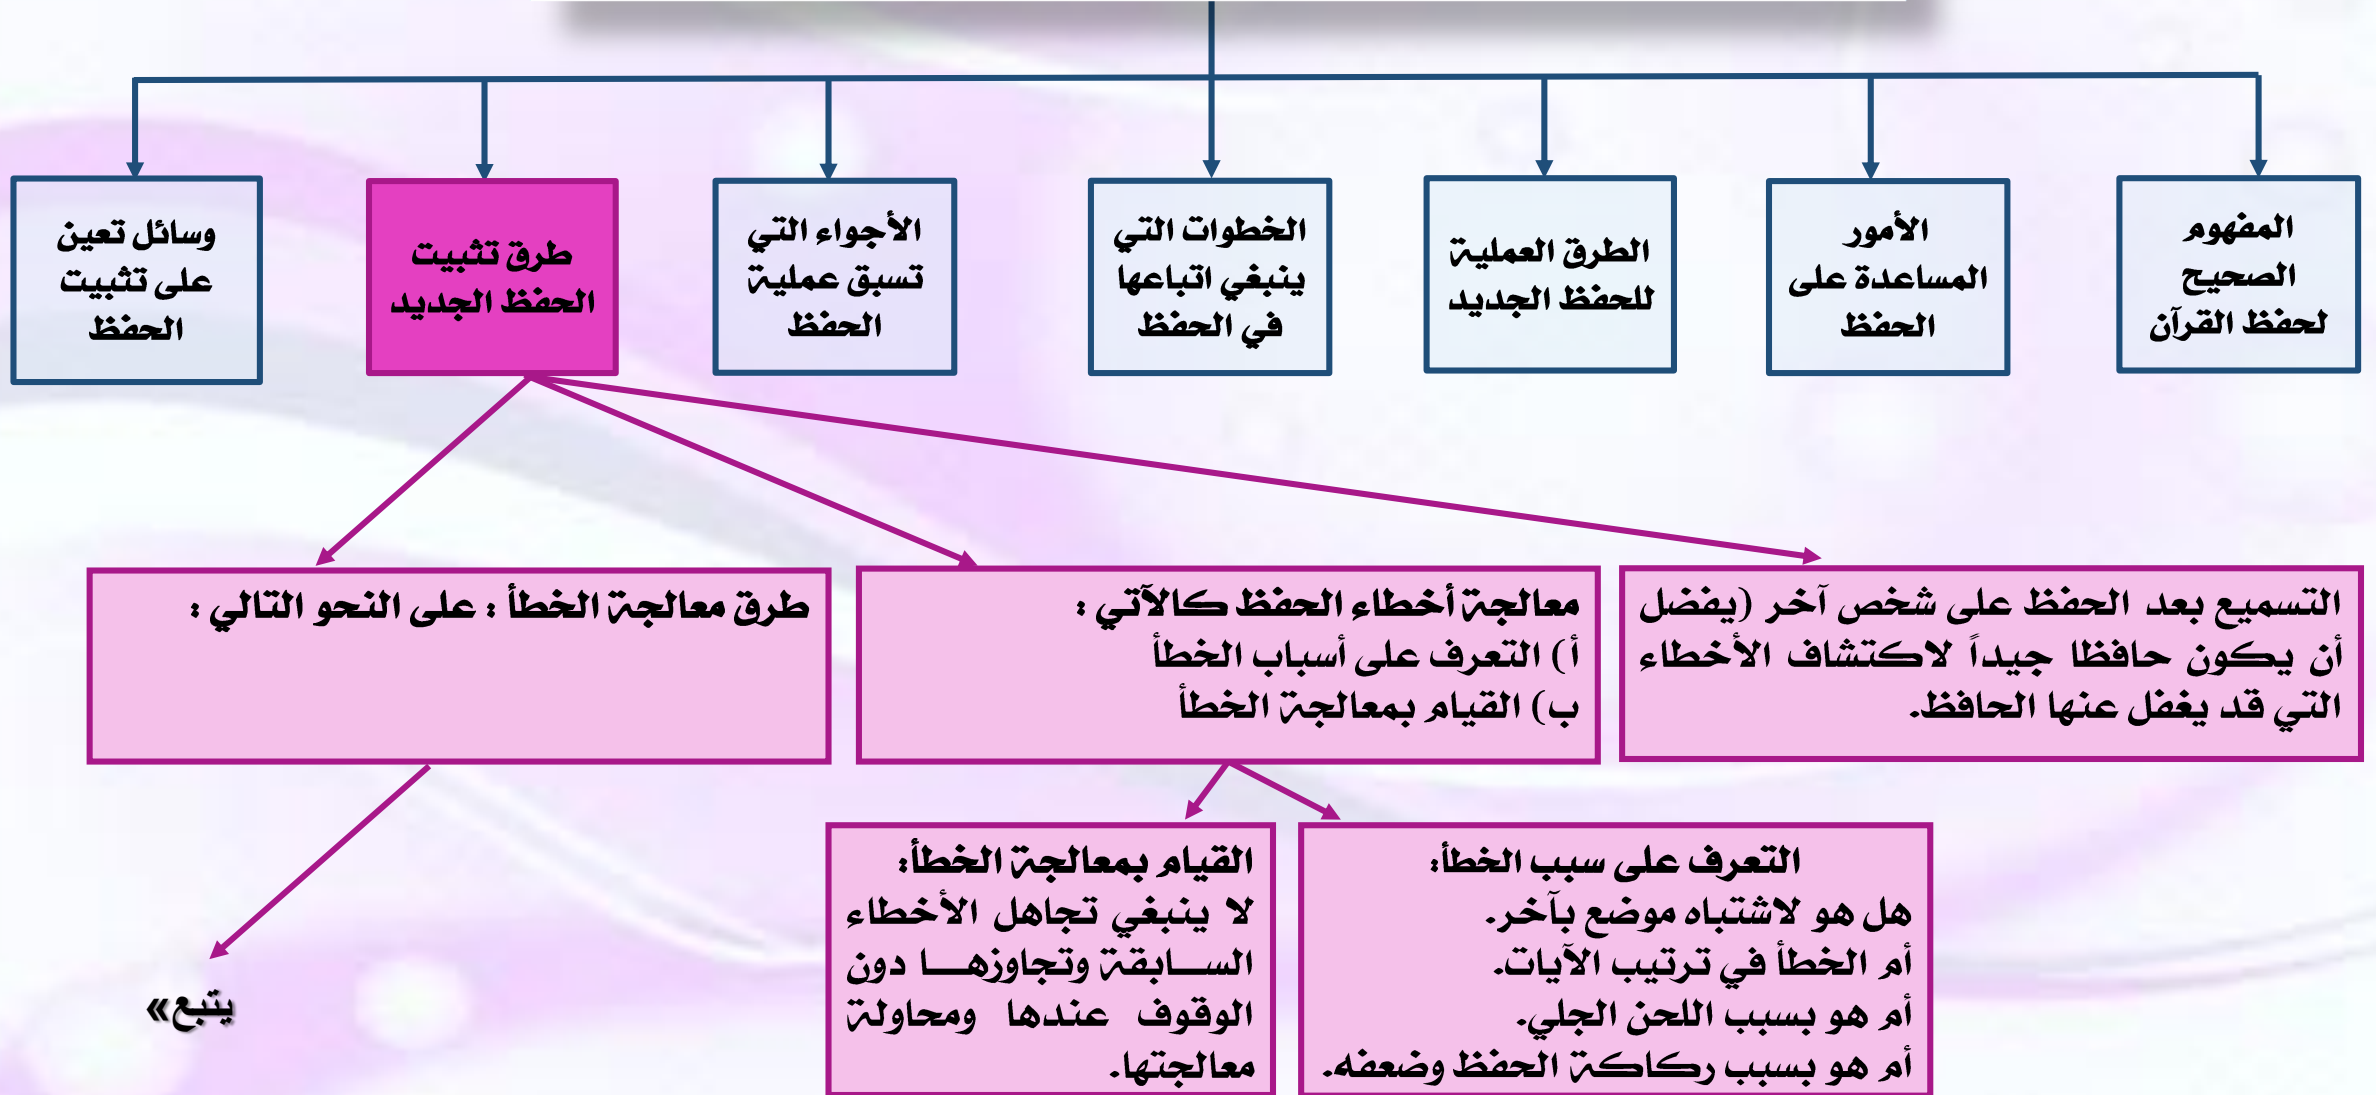 المفهوم
الصحيح
لحفظ القرآن
الأمور
المساعدة على
الحفظ
الطرق العملية
للحفظ الجديد
الخطوات التي
ينبغي اتباعها
في الحفظ
الأجواء التي
تسبق عملية
الحفظ
طرق تثبيت
الحفظ الجديد
وسائل تعين
على تثبيت
الحفظ
التسميع بعد الحفظ على شخص آخر (يفضل
أن يكون حافظا جيداً لاكتشاف الأخطاء
التي قد يغفل عنها الحافظ.
معالجة أخطاء الحفظ كالآتي :
أ) التعرف على أسباب الخطأ
ب) القيام بمعالجة الخطأ
طرق معالجة الخطأ : على النحو التالي :
التعرف على سبب الخطأ:
هل هو لاشتباه موضع بآخر.
أم الخطأ في ترتيب الآيات.
أم هو بسبب اللحن الجلي.
أم هو بسبب ركاكة الحفظ وضعفه.
القيام بمعالجة الخطأ:
لا ينبغي تجاهل الأخطاء
السابقة وتجاوزها دون
الوقوف عندها ومحاولة
معالجتها.
يتبع»